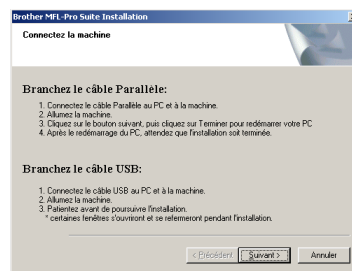 Brother MFL-Pro Suite Installation
Connectez la machine
Branchez le câble Parallèle:
1. Connectez le câble Parallèle au PC et à la machine.
2. Allumez la machine.
3. Cliquez sur le bouton suivant, puis cliquez sur Terminer pour redémarrer votre PC
4. Après le redémarrage du PC, attendez que l'installation soit terminée.
Branchez le câble USB:
1. Connectez le câble USB au PC et à la machine.
2. Allumez la machine.
3. Patientez avant de poursuivre l'installation.
* certaines fenêtres s'ouvriront et se refermeront pendant l'installation.
< Précédent Suivant > Annuler